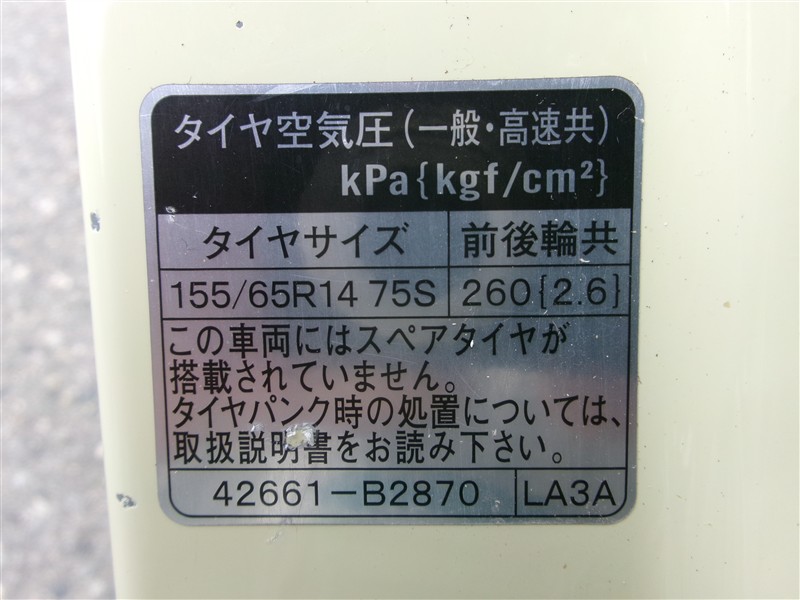 タイヤ空気圧(一般・高速共)
kPa{kgf/cm²}
タイヤサイズ 前後輪共
155/65R14 75S 260{2.6}
この車両にはスペアタイヤが
搭載されていません。
タイヤパンク時の処置については、
取扱説明書をお読み下さい。
42661-B2870 LA3A